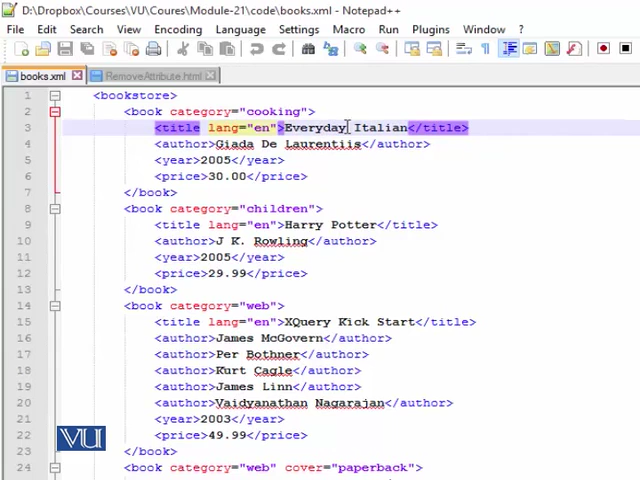 D:\Dropbox\Courses\VU\Courses\Module-21\code\books.xml - Notepad++
File Edit Search View Encoding Language Settings Macro Run Plugins Window ?
books.xml RemoveAttribute.html
1 <bookstore>
2 <book category="cooking">
3 <title lang="en">Everyday Italian</title>
4 <author>Giada De Laurentiis</author>
5 <year>2005</year>
6 <price>30.00</price>
7 </book>
8 <book category="children">
9 <title lang="en">Harry Potter</title>
10 <author>J K. Rowling</author>
11 <year>2005</year>
12 <price>29.99</price>
13 </book>
14 <book category="web">
15 <title lang="en">XQuery Kick Start</title>
16 <author>James McGovern</author>
17 <author>Per Bothner</author>
18 <author>Kurt Cagle</author>
19 <author>James Linn</author>
20 <author>Vaidyanathan Nagarajan</author>
21 <year>2003</year>
22 <price>49.99</price>
23 </book>
24 <book category="web" cover="paperback">
VU